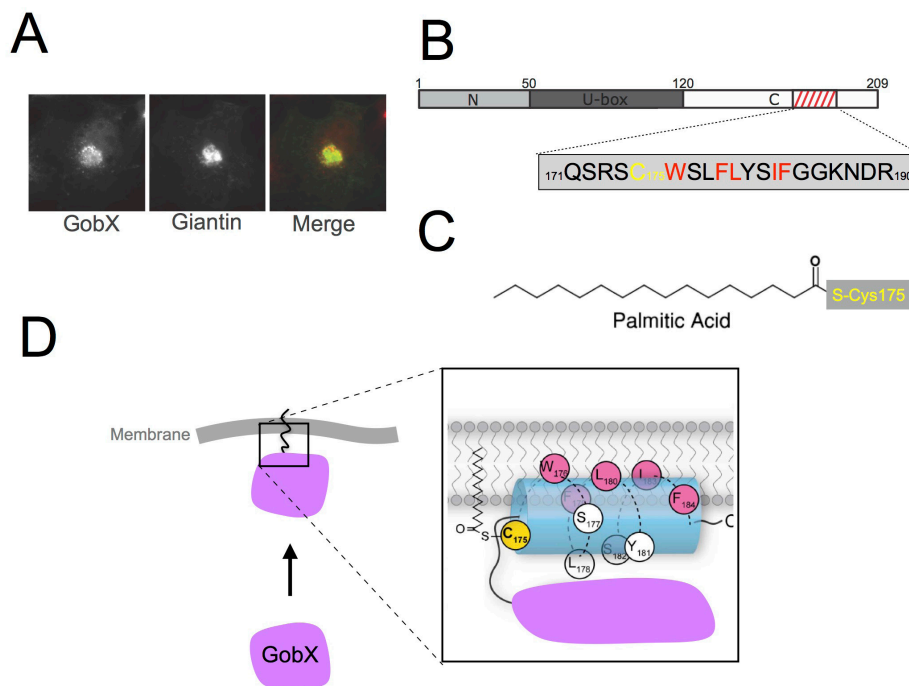 A
GobX
Giantin
Merge
B
1
50
120
209
N
U-box
C
171QSRSC175WSLFLYSIFGGKNDR190
C
O
S-Cys175
Palmitic Acid
D
Membrane
GobX
W176
L180
F184
S177
O
S
C175
S182
Y181
L178